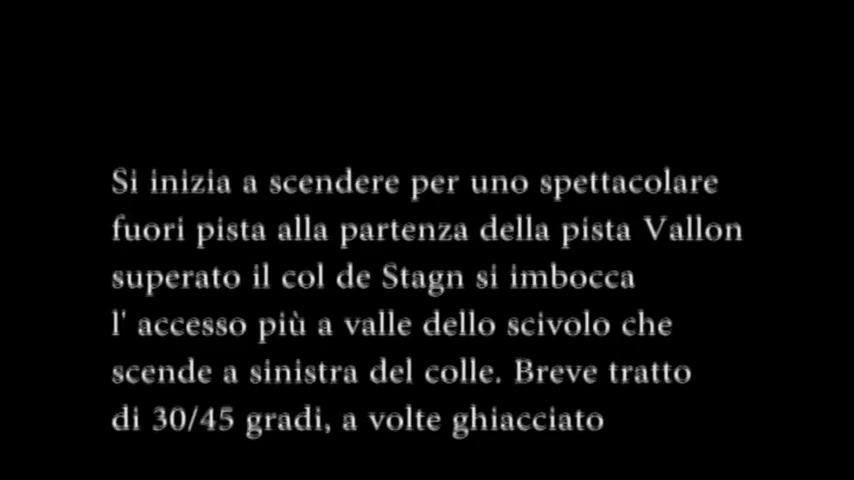 Si inizia a scendere per uno spettacolare
fuori pista alla partenza della pista Vallon
superato il col de Stagn si imbocca
l' accesso più a valle dello scivolo che
scende a sinistra del colle. Breve tratto
di 30/45 gradi, a volte ghiacciato